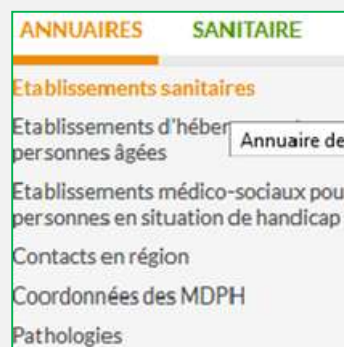 ANNUAIRES SANITAIRE
Etablissements sanitaires
Etablissements d'héber
Annuaire de
personnes âgées
Etablissements médico-sociaux pou
personnes en situation de handicap
Contacts en région
Coordonnées des MDPH
Pathologies